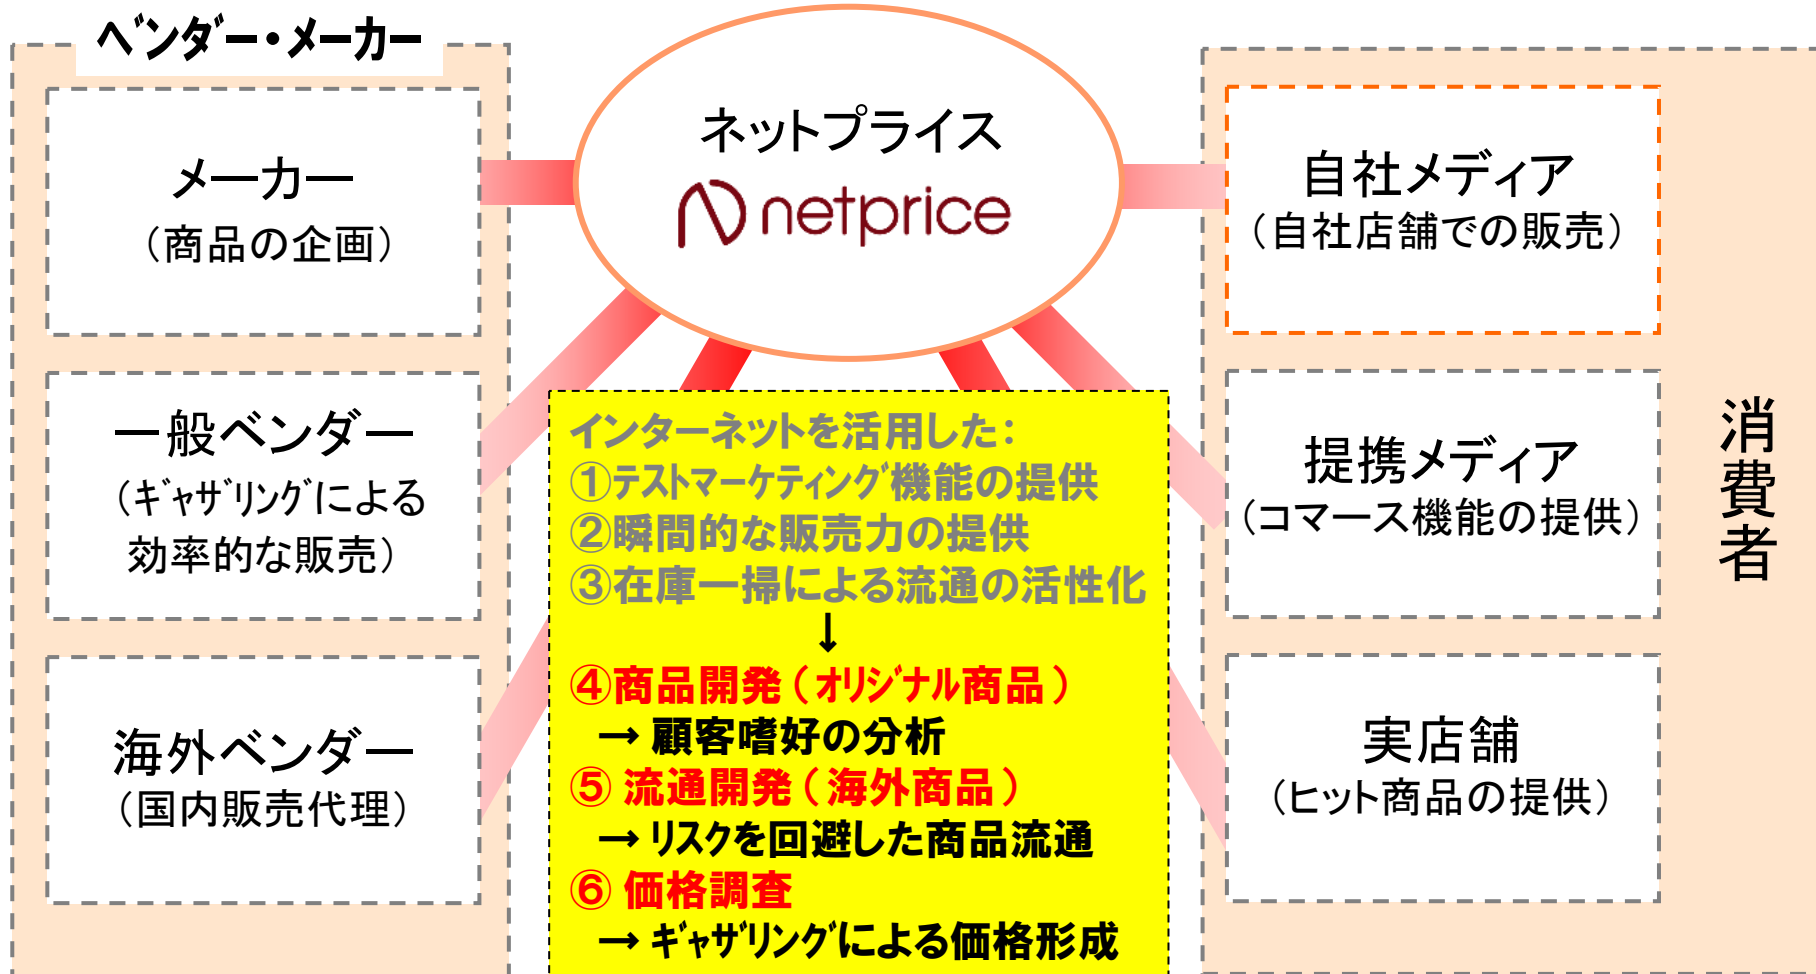 ベンダー・メーカー
メーカー
（商品の企画）
一般ベンダー
（ｷﾞｬｻﾞﾘﾝｸﾞによる
効率的な販売）
海外ベンダー
（国内販売代理）
ネットプライス
netprice
インターネットを活用した：
①テストマーケティング機能の提供
②瞬間的な販売力の提供
③在庫一掃による流通の活性化
↓
④商品開発（オリジナル商品）
→ 顧客嗜好の分析
⑤ 流通開発（海外商品）
→ リスクを回避した商品流通
⑥ 価格調査
→ ギャザリングによる価格形成
自社メディア
（自社店舗での販売）
提携メディア
（コマース機能の提供）
実店舗
（ヒット商品の提供）
消費者